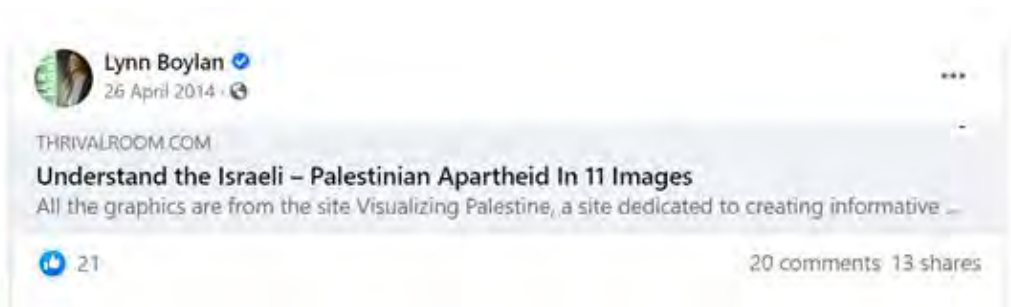 Lynn Boylan
26 April 2014 ·
THRIVALROOM.COM
Understand the Israeli – Palestinian Apartheid In 11 Images
All the graphics are from the site Visualizing Palestine, a site dedicated to creating informative ...
21
20 comments 13 shares